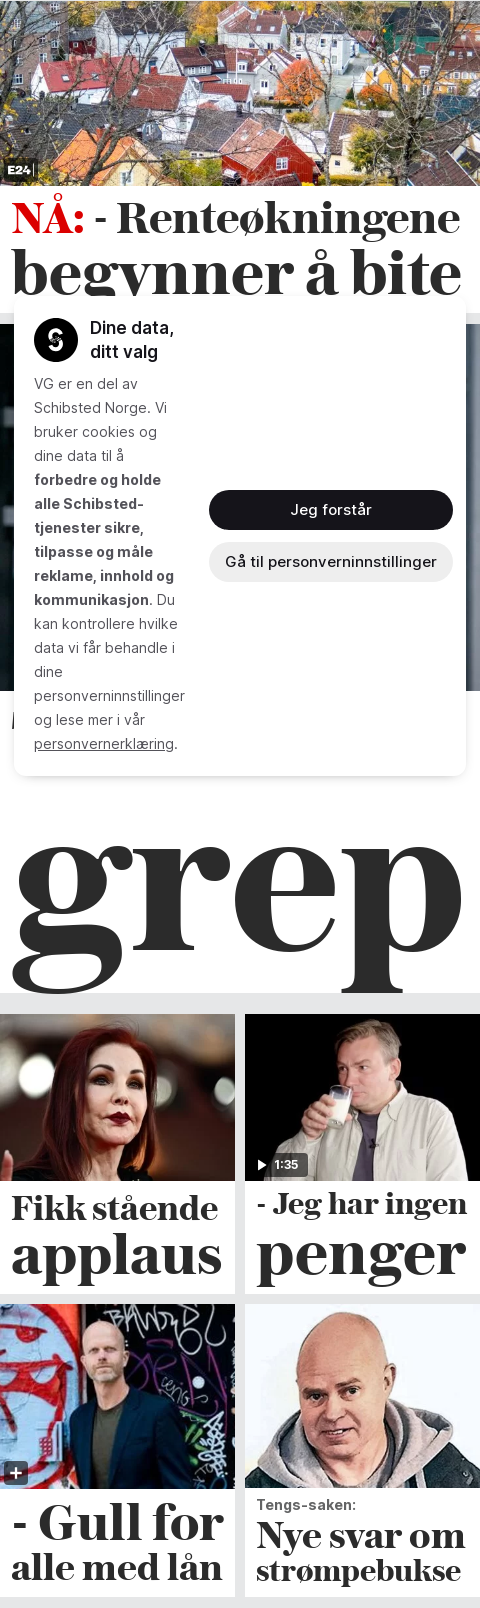 E24
NÅ: - Renteøkningene
begynner å bite
Dine data,
ditt valg
VG er en del av
Schibsted Norge. Vi
bruker cookies og
dine data til å
forbedre og holde
alle Schibsted-
tjenester sikre,
tilpasse og måle
reklame, innhold og
kommunikasjon. Du
kan kontrollere hvilke
data vi får behandle i
dine
personverninnstillinger
og lese mer i vår
personvernerklæring.
Jeg forstår
Gå til personverninnstillinger
grep
1:35
Fikk stående
applaus
- Jeg har ingen
penger
- Gull for
alle med lån
Tengs-saken:
Nye svar om
strømpebukse